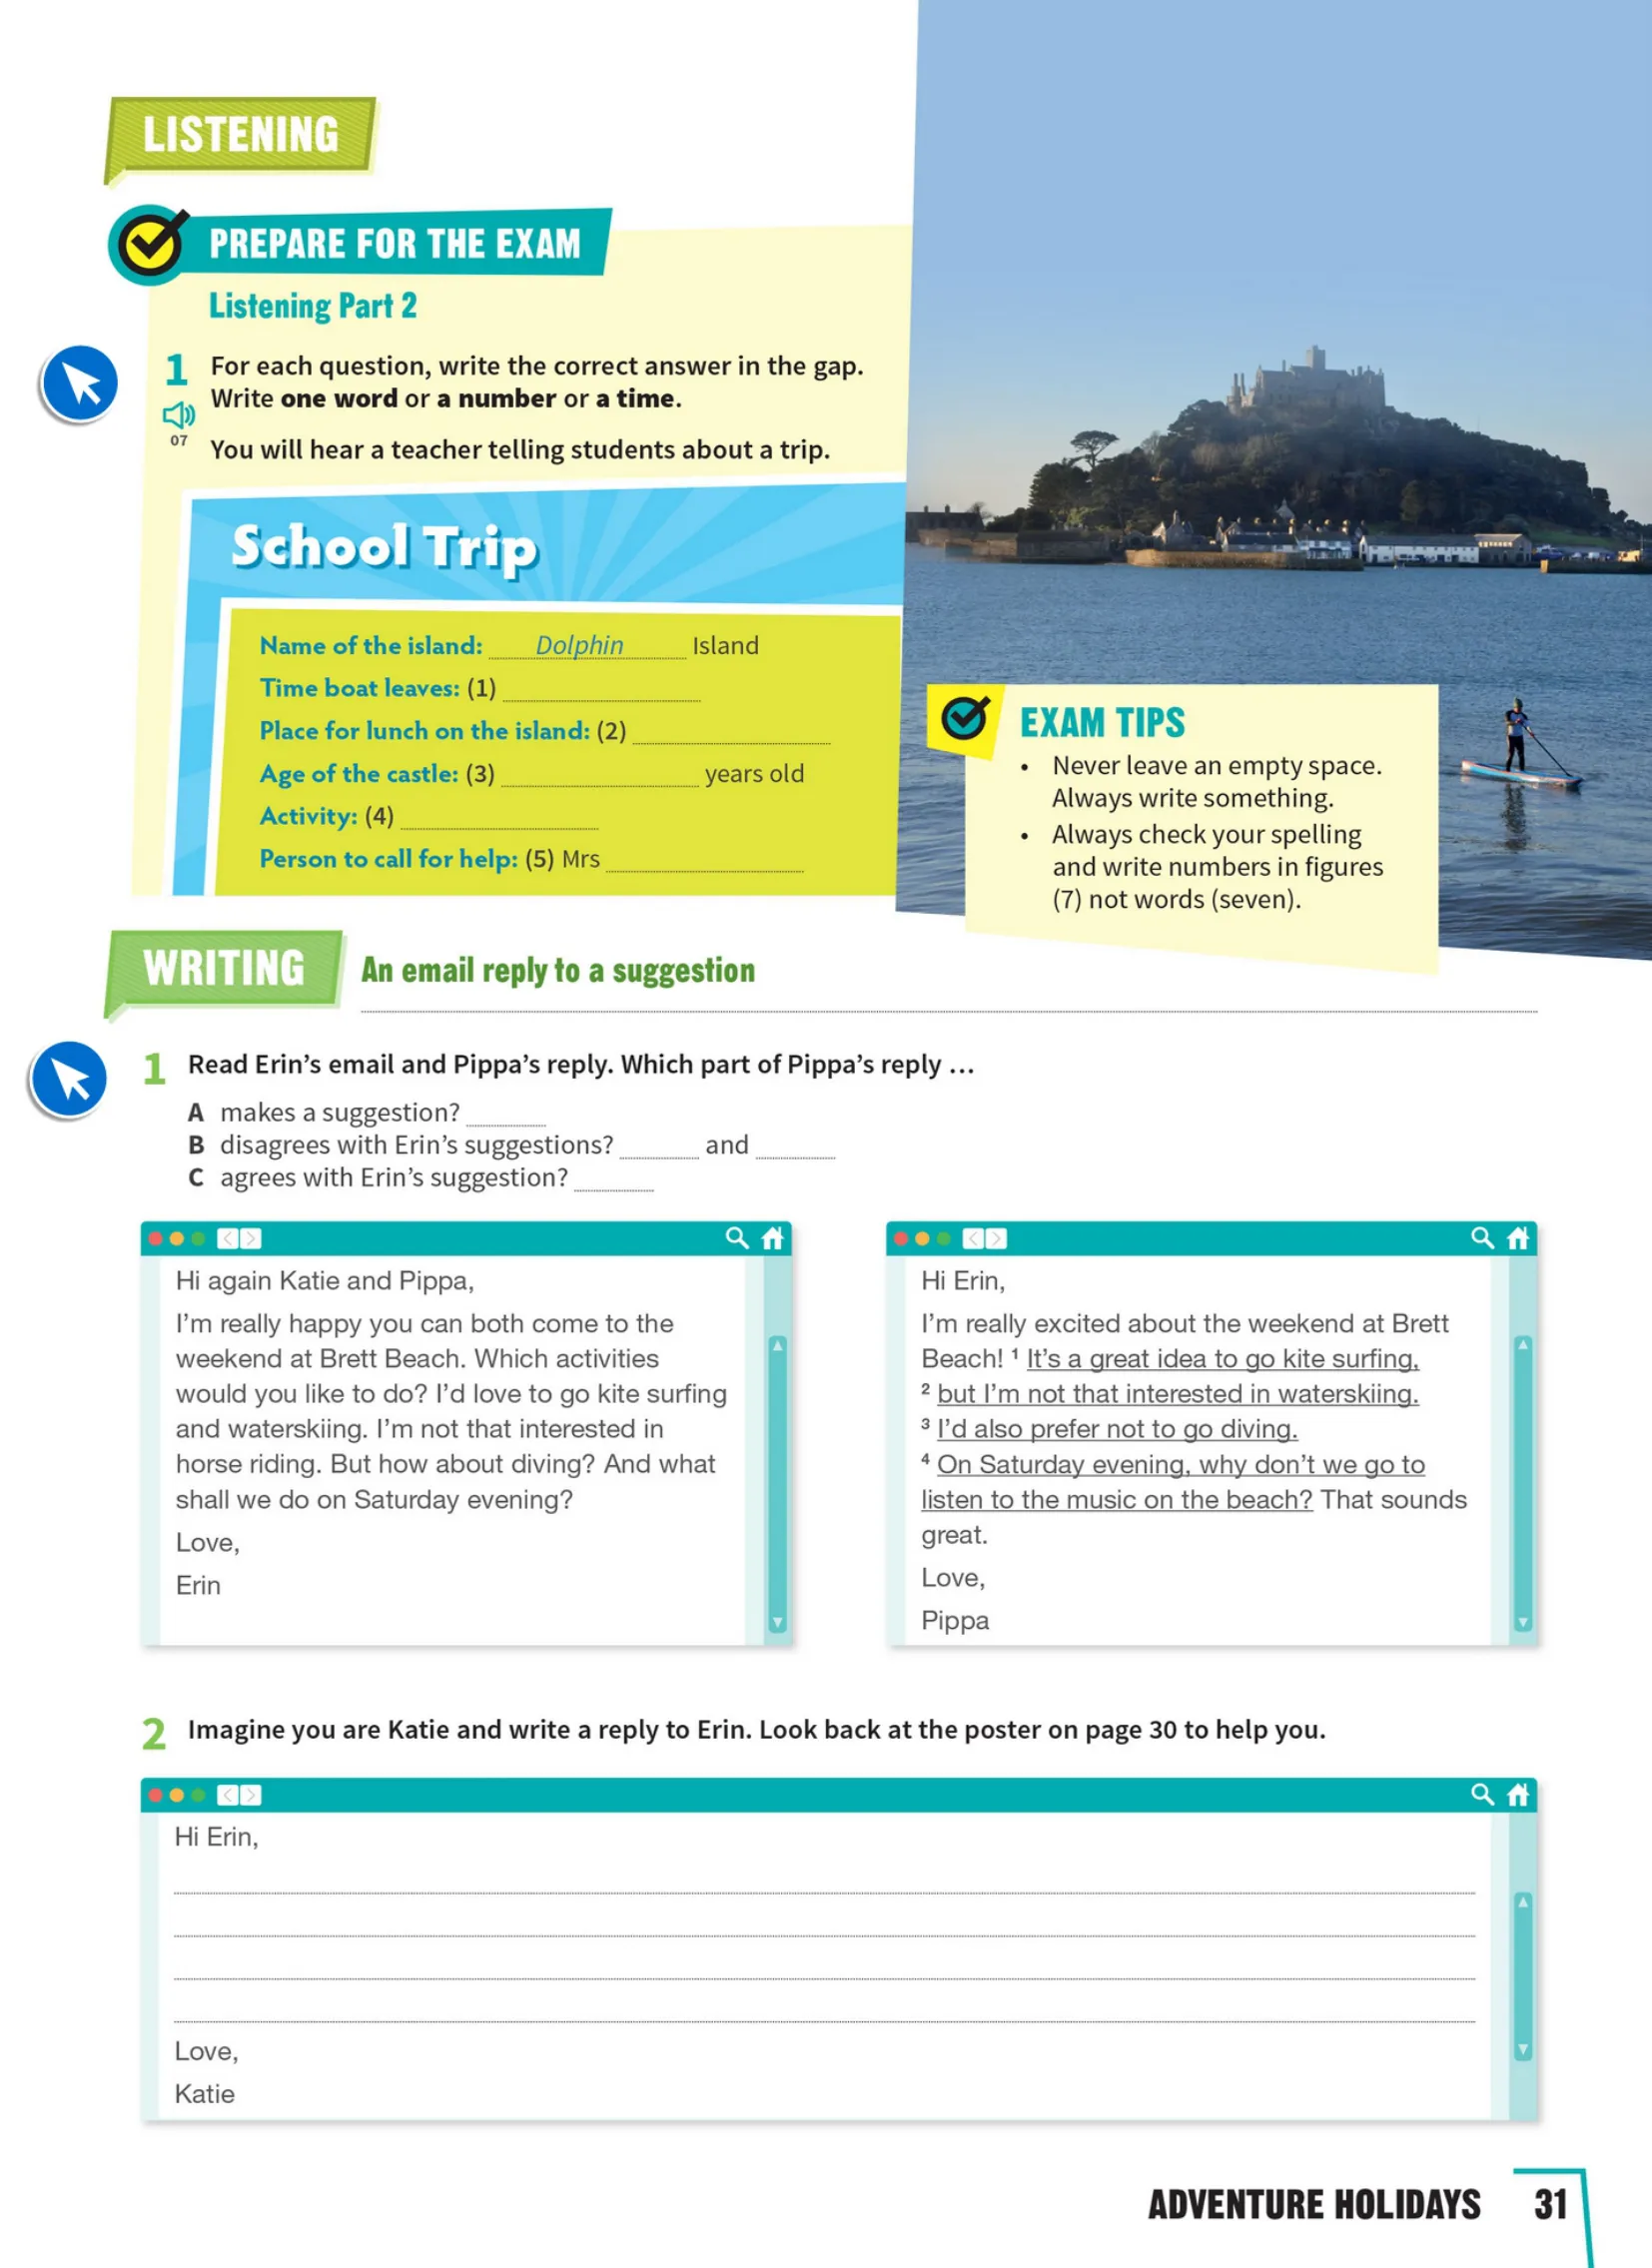 LISTENING
PREPARE FOR THE EXAM
Listening Part 2
1 For each question, write the correct answer in the gap.
Write one word or a number or a time.
07
You will hear a teacher telling students about a trip.
School Trip
Name of the island: Dolphin Island
Time boat leaves: (1)
Place for lunch on the island: (2)
Age of the castle: (3) years old
Activity: (4)
Person to call for help: (5) Mrs
EXAM TIPS
• Never leave an empty space.
Always write something.
• Always check your spelling
and write numbers in figures
(7) not words (seven).
WRITING An email reply to a suggestion
1 Read Erin's email and Pippa's reply. Which part of Pippa's reply ...
A makes a suggestion?
B disagrees with Erin's suggestions? and
C agrees with Erin's suggestion?
Hi again Katie and Pippa,
I'm really happy you can both come to the
weekend at Brett Beach. Which activities
would you like to do? I'd love to go kite surfing
and waterskiing. I'm not that interested in
horse riding. But how about diving? And what
shall we do on Saturday evening?
Love,
Erin
Hi Erin,
I'm really excited about the weekend at Brett
Beach! ¹ It's a great idea to go kite surfing,
² but I'm not that interested in waterskiing.
³ I'd also prefer not to go diving.
⁴ On Saturday evening, why don't we go to
listen to the music on the beach? That sounds
great.
Love,
Pippa
2 Imagine you are Katie and write a reply to Erin. Look back at the poster on page 30 to help you.
Hi Erin,
Love,
Katie
ADVENTURE HOLIDAYS 31